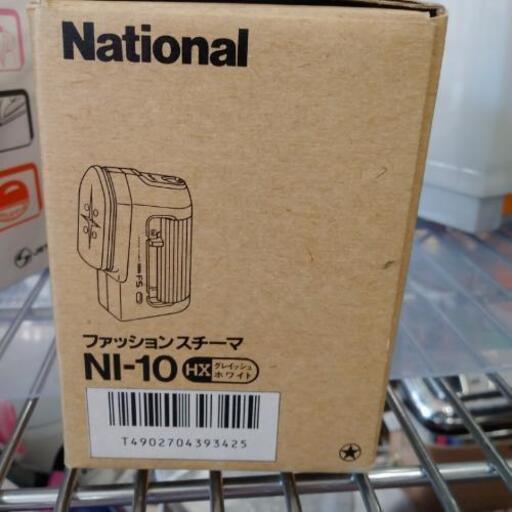 National
FS
ファッションスチーマ
NI-10 HX グレイッシュ
ホワイト
T4902704393425